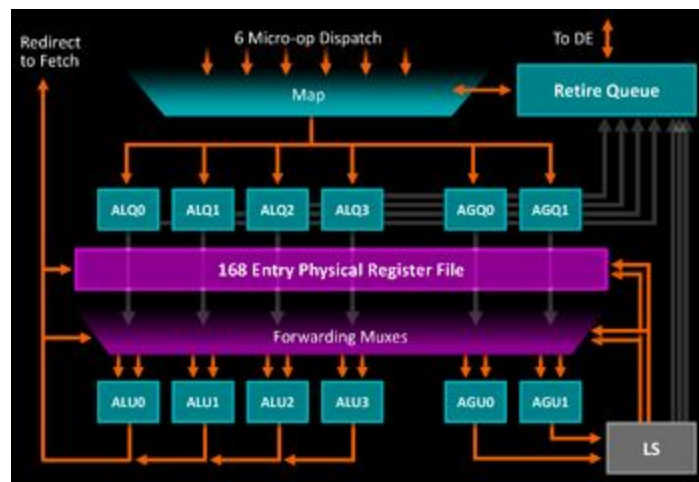 Redirect
to Fetch
6 Micro-op Dispatch
To DE
Map
Retire Queue
ALQ0
ALQ1
ALQ2
ALQ3
AGQ0
AGQ1
168 Entry Physical Register File
Forwarding Muxes
ALU0
ALU1
ALU2
ALU3
AGU0
AGU1
LS